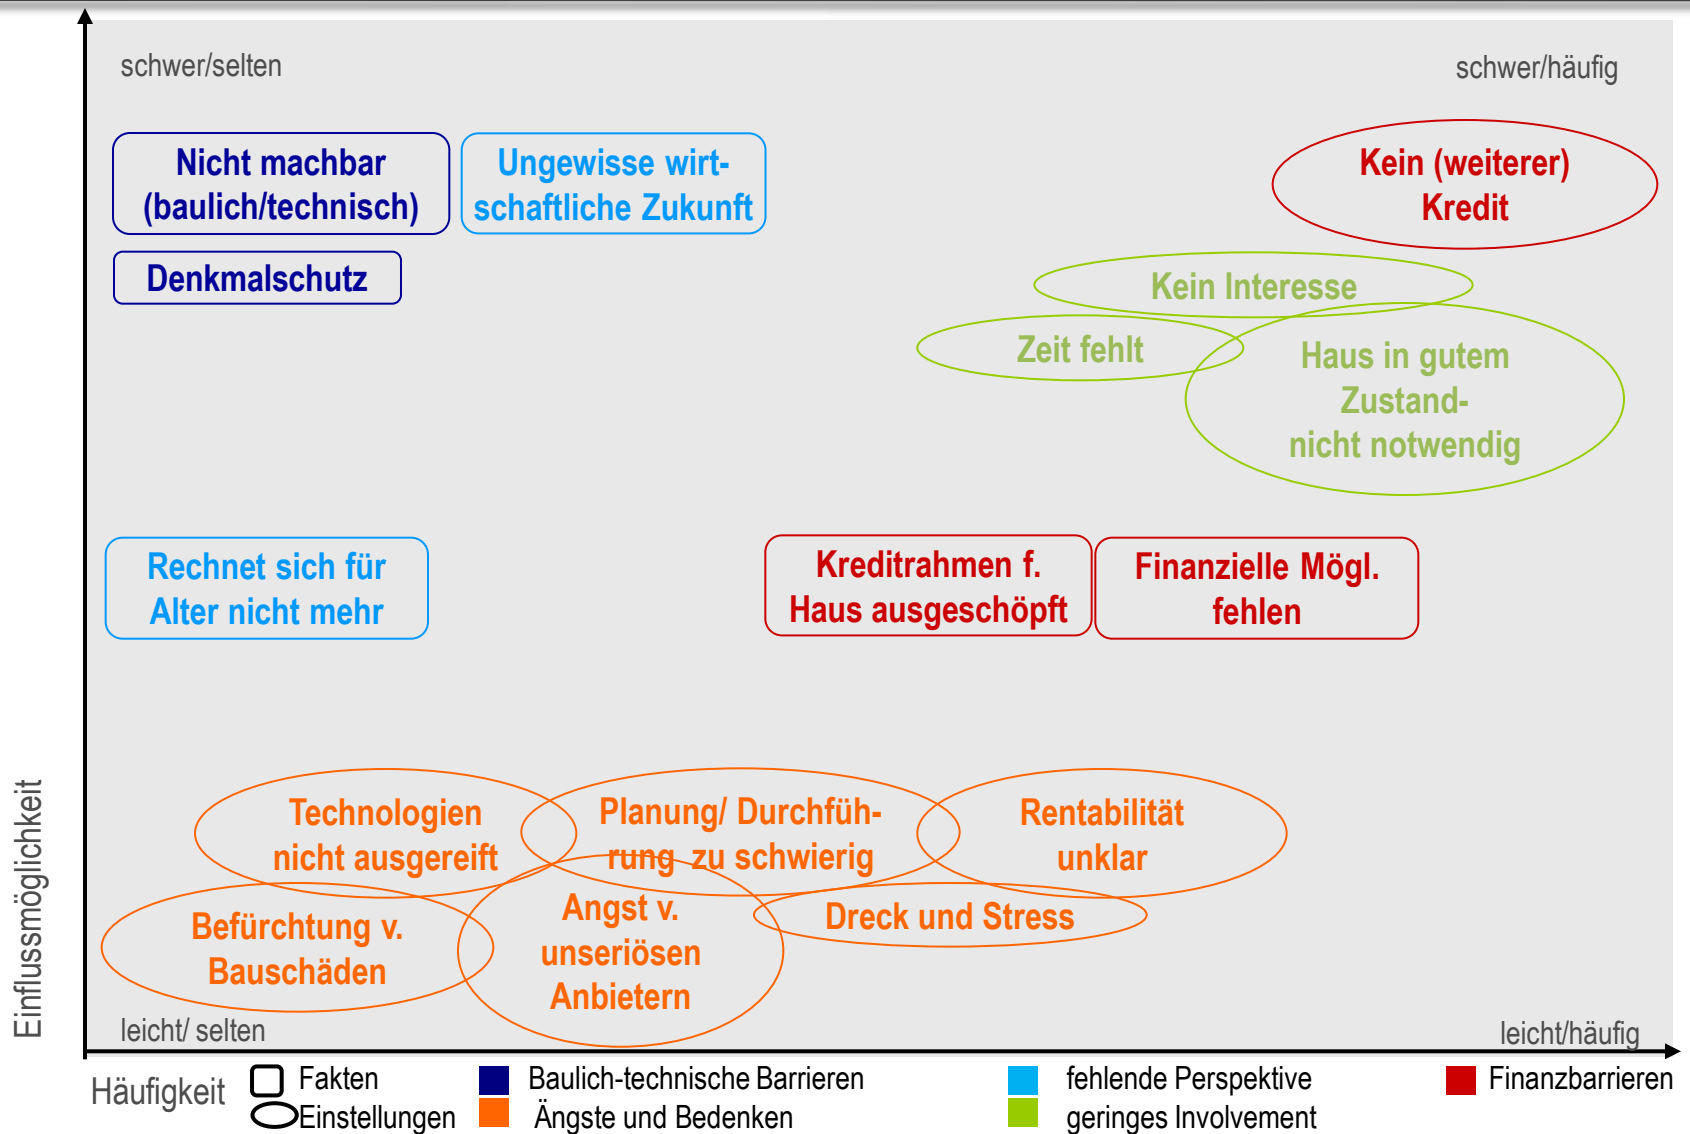 schwer/selten
schwer/häufig
Nicht machbar
(baulich/technisch)
Ungewisse wirt-
schaftliche Zukunft
Kein (weiterer)
Kredit
Denkmalschutz
Kein Interesse
Zeit fehlt
Haus in gutem
Zustand-
nicht notwendig
Rechnet sich für
Alter nicht mehr
Kreditrahmen f.
Haus ausgeschöpft
Finanzielle Mögl.
fehlen
Einflussmöglichkeit
Technologien
nicht ausgereift
Planung/ Durchfüh-
rung zu schwierig
Rentabilität
unklar
Befürchtung v.
Bauschäden
Angst v.
unseriösen
Anbietern
Dreck und Stress
leicht/ selten
leicht/häufig
Häufigkeit
Fakten
Einstellungen
Baulich-technische Barrieren
Ängste und Bedenken
fehlende Perspektive
geringes Involvement
Finanzbarrieren